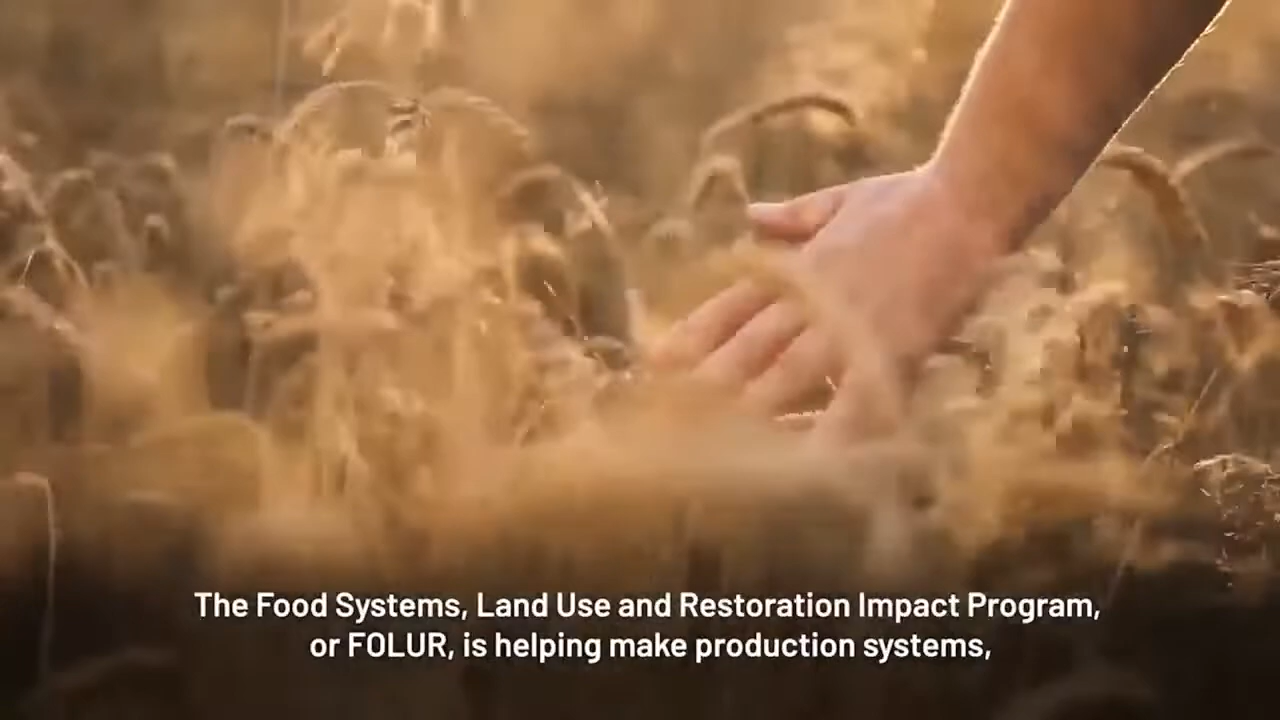 The Food Systems, Land Use and Restoration Impact Program,
or FOLUR, is helping make production systems,